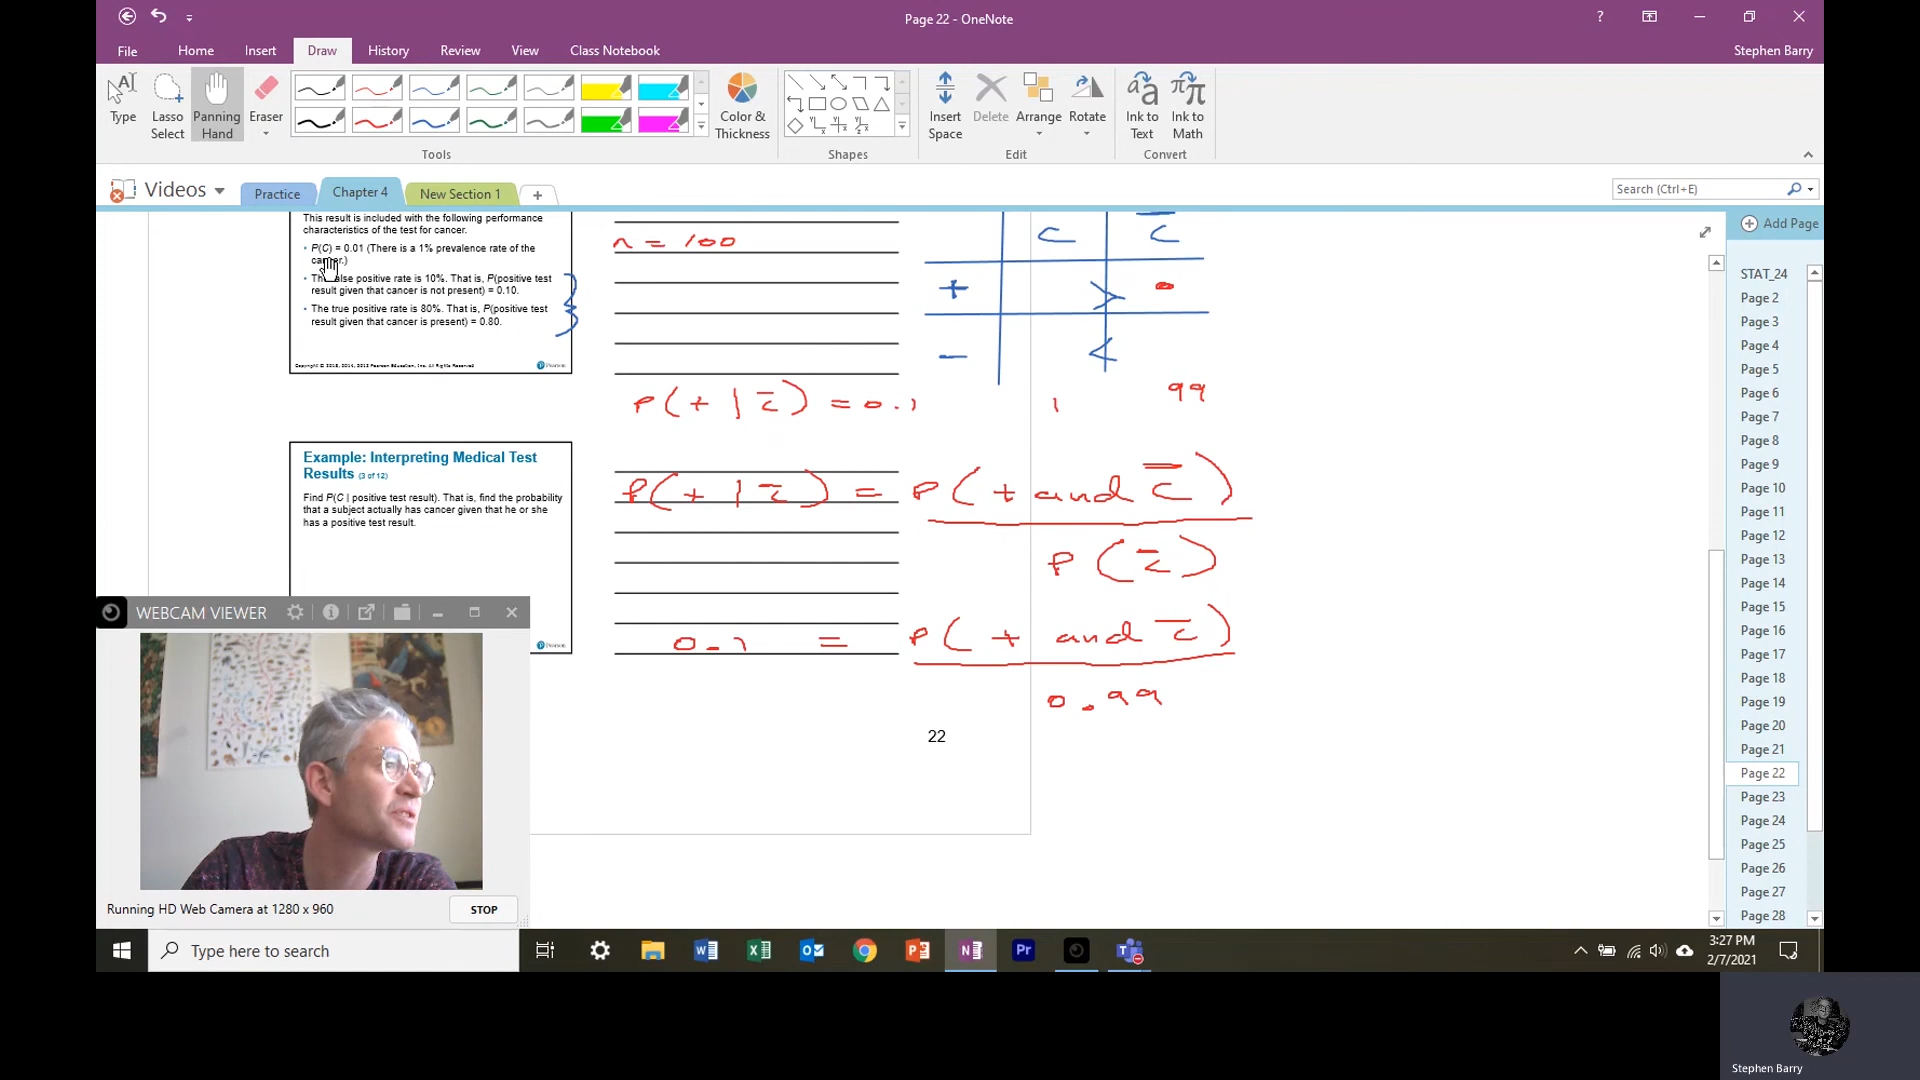 Page 22 - OneNote
File Home Insert Draw History Review View Class Notebook
Stephen Barry
Type
Lasso Select
Panning Hand
Eraser
Color & Thickness
Insert Space
Delete
Arrange
Rotate
Ink to Text
Ink to Math
Tools
Shapes
Edit
Convert
Videos
Practice
Chapter 4
New Section 1
Search (Ctrl+E)
Add Page
This result is included with the following performance
characteristics of the test for cancer.
• P(C) = 0.01 (There is a 1% prevalence rate of the
cancer.)
• The false positive rate is 10%. That is, P(positive test
result given that cancer is not present) = 0.10.
• The true positive rate is 80%. That is, P(positive test
result given that cancer is present) = 0.80.
Pearson
n = 100
C C̅
+
-
P(+ | C̅) = 0.1
1 99
Example: Interpreting Medical Test
Results (3 of 12)
Find P(C | positive test result). That is, find the probability
that a subject actually has cancer given that he or she
has a positive test result.
Pearson
P(+ | C̅) = P(+ and C̅)
P(C̅)
0.1 = P(+ and C̅)
0.99
22
STAT_24
Page 2
Page 3
Page 4
Page 5
Page 6
Page 7
Page 8
Page 9
Page 10
Page 11
Page 12
Page 13
Page 14
Page 15
Page 16
Page 17
Page 18
Page 19
Page 20
Page 21
Page 22
Page 23
Page 24
Page 25
Page 26
Page 27
Page 28
WEBCAM VIEWER
Running HD Web Camera at 1280 x 960
STOP
Type here to search
3:27 PM
2/7/2021
Stephen Barry